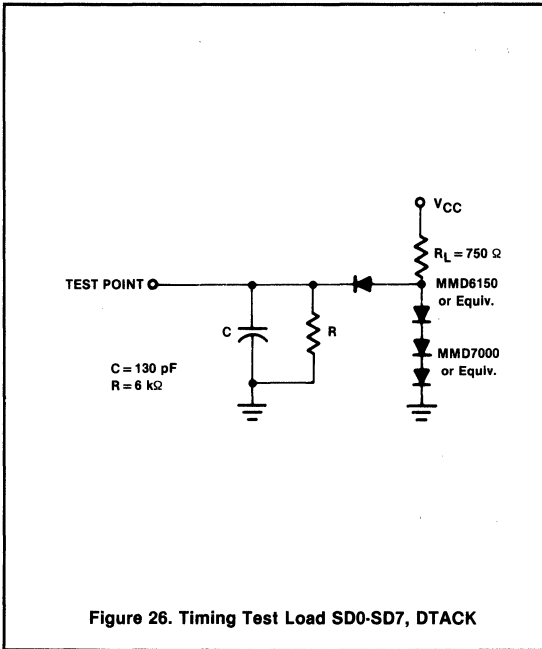 VCC
RL = 750 Ω
TEST POINT
MMD6150
or Equiv.
C
R
MMD7000
or Equiv.
C = 130 pF
R = 6 kΩ
Figure 26. Timing Test Load SD0-SD7, DTACK